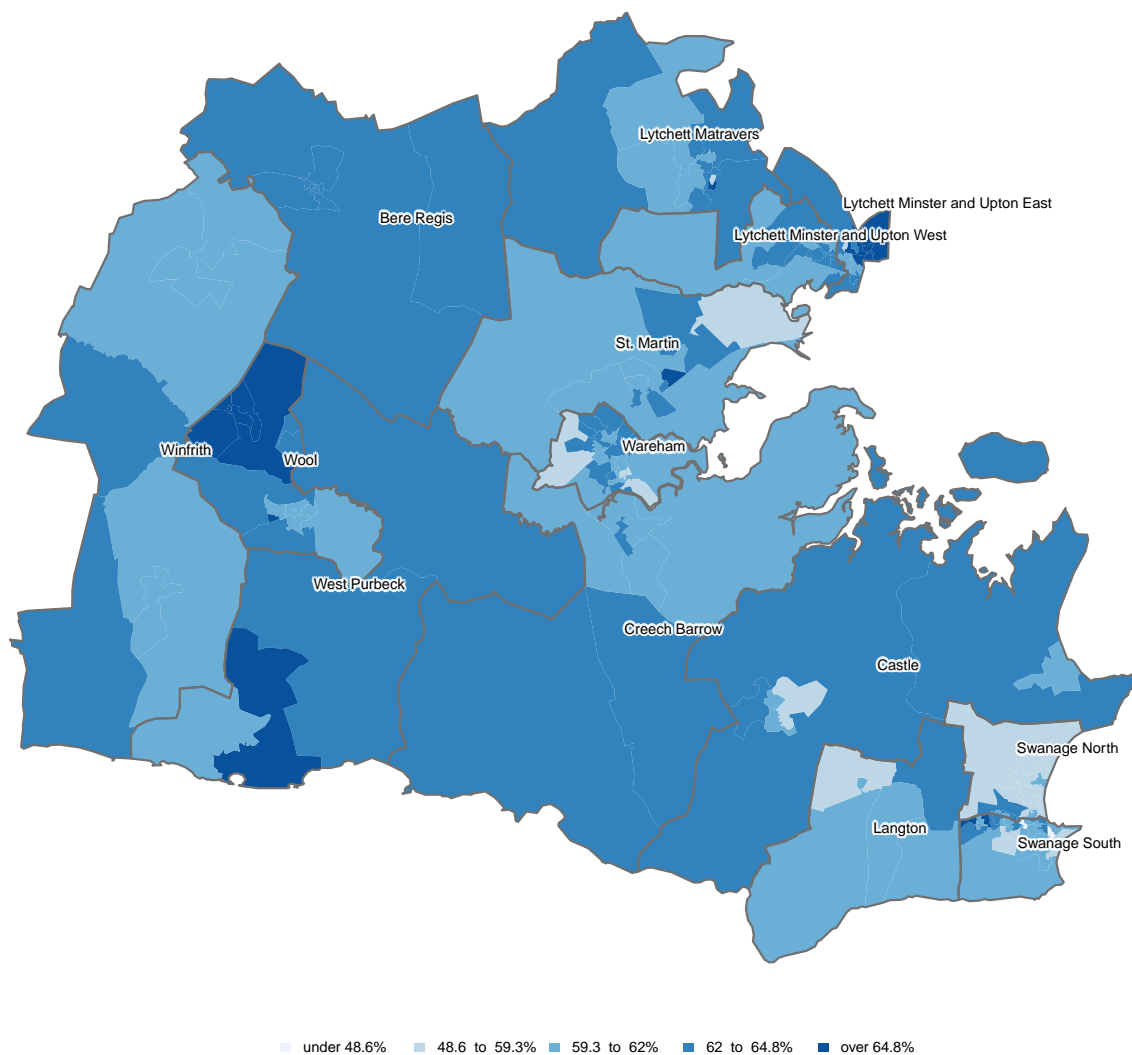 Lytchett Matravers
Lytchett Minster and Upton East
Bere Regis
Lytchett Minster and Upton West
St. Martin
Wareham
Winfrith
Wool
West Purbeck
Creech Barrow
Castle
Swanage North
Langton
Swanage South
under 48.6% 48.6 to 59.3% 59.3 to 62% 62 to 64.8% over 64.8%